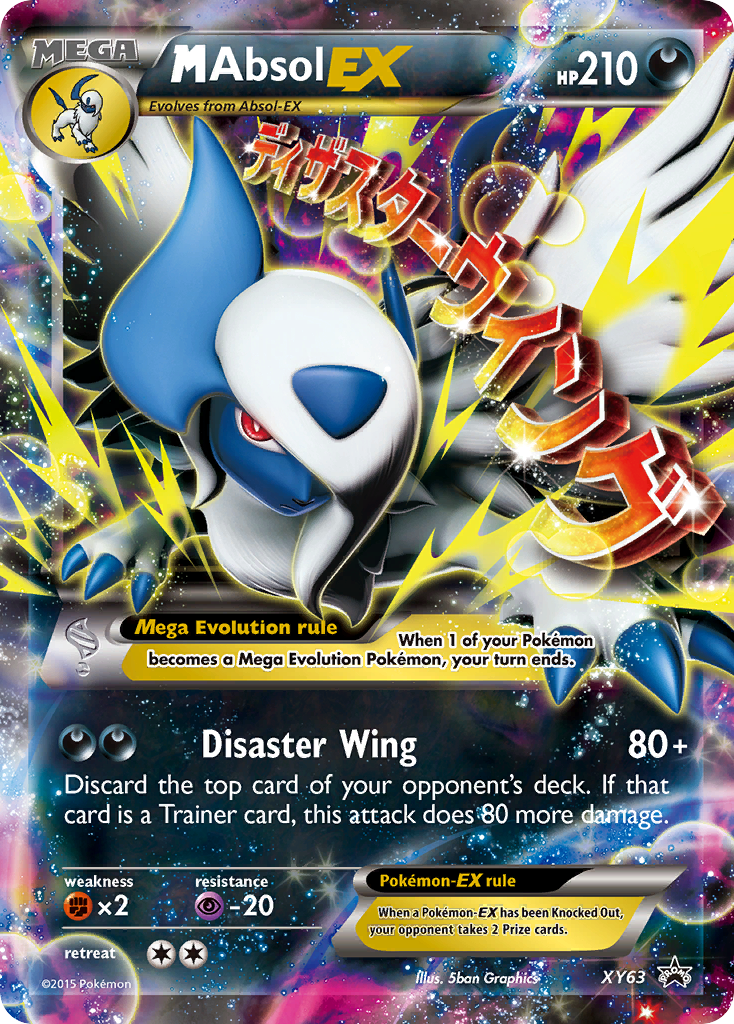 MEGA
MAbsolEX
HP210
Evolves from Absol-EX
ディザスターウイング
Mega Evolution rule
When 1 of your Pokémon
becomes a Mega Evolution Pokémon, your turn ends.
Disaster Wing 80+
Discard the top card of your opponent's deck. If that
card is a Trainer card, this attack does 80 more damage.
weakness resistance
×2 -20
retreat
Pokémon-EX rule
When a Pokémon-EX has been Knocked Out,
your opponent takes 2 Prize cards.
©2015 Pokémon
Illus. 5ban Graphics
XY63
PROMO